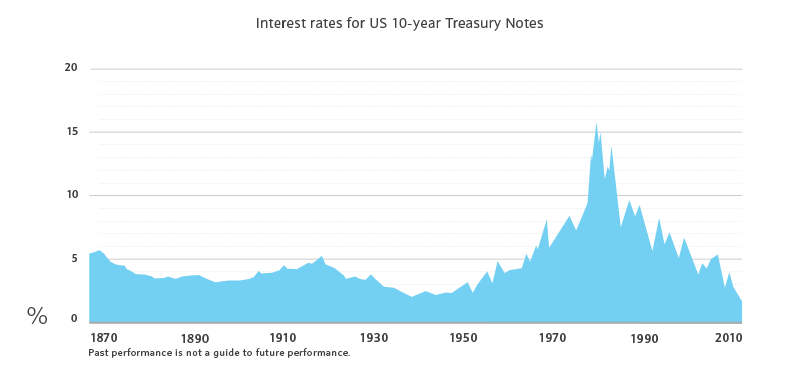 Interest rates for US 10-year Treasury Notes
20
15
10
5
%
0
1870 1890 1910 1930 1950 1970 1990 2010
Past performance is not a guide to future performance.